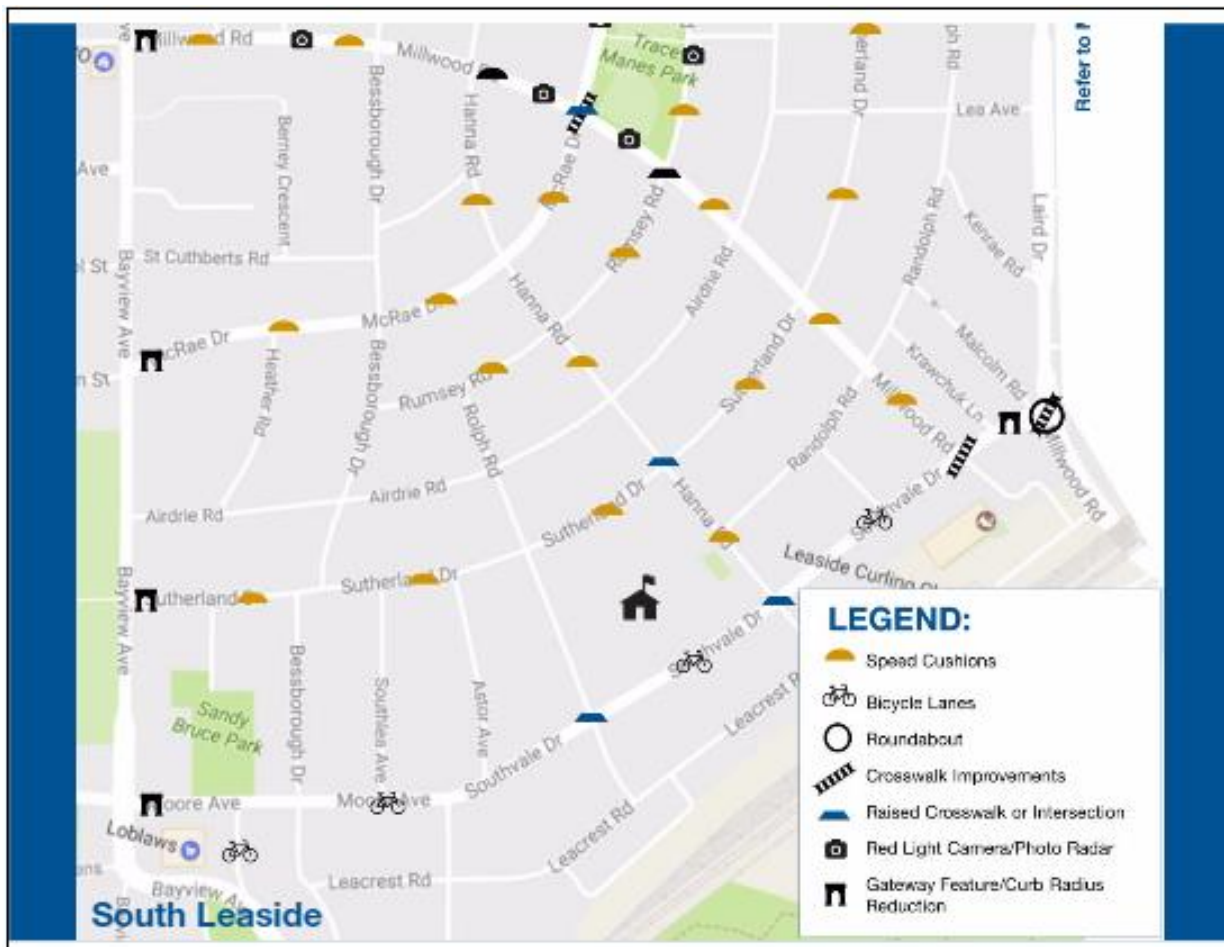 Millwood Rd
Millwood
Trace
Manes Park
erland Dr
ph Rd
Refer to
Lea Ave
Hanna Rd
Bessborough Dr
Berney Crescent
McRae D
Ave
Bayview Ave
St Cuthberts Rd
Rumsey Rd
Airdrie Rd
Randolph Rd
Kenrae Rd
Laird Dr
McRae Dr
McRae D
Hanna Rd
Heather Rd
Bessborough Dr
Rumsey Rd
Rolph Rd
Sutherland Dr
Malcolm Rd
Krawchuk Ln
n St
Millwood Rd
Randolph Rd
Millwood Rd
Airdrie Rd
Airdrie Rd
Sutherland Dr
Hanna Rd
Southvale Dr
Leaside Curling Cl
Bayview Ave
Sutherland
Sutherland Dr
Sandy
Bruce Park
Bessborough Dr
Southlea Ave
Astor Ave
Southvale Dr
Southvale Dr
Leacrest R
Leacrest Rd
Leacrest Rd
oore Ave
Moore Ave
Loblaws
Bayview
South Leaside
LEGEND:
Speed Cushions
Bicycle Lanes
Roundabout
Crosswalk Improvements
Raised Crosswalk or Intersection
Red Light Camera/Photo Radar
Gateway Feature/Curb Radius
Reduction